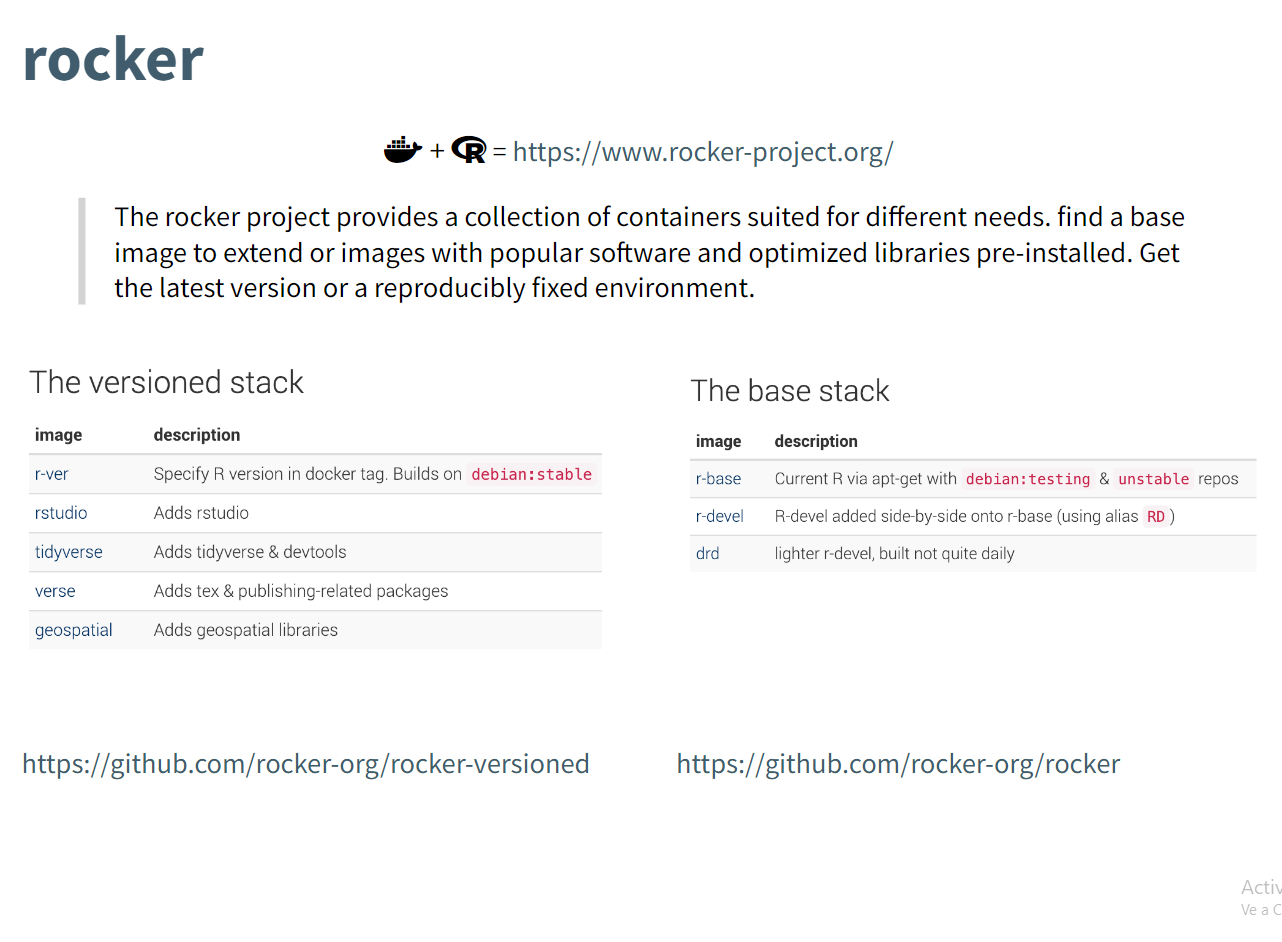 rocker
+ R = https://www.rocker-project.org/
The rocker project provides a collection of containers suited for different needs. find a base
image to extend or images with popular software and optimized libraries pre-installed. Get
the latest version or a reproducibly fixed environment.
The versioned stack
image description
r-ver Specify R version in docker tag. Builds on debian:stable
rstudio Adds rstudio
tidyverse Adds tidyverse & devtools
verse Adds tex & publishing-related packages
geospatial Adds geospatial libraries
https://github.com/rocker-org/rocker-versioned
The base stack
image description
r-base Current R via apt-get with debian:testing & unstable repos
r-devel R-devel added side-by-side onto r-base (using alias RD )
drd lighter r-devel, built not quite daily
https://github.com/rocker-org/rocker
Activ
Ve a C